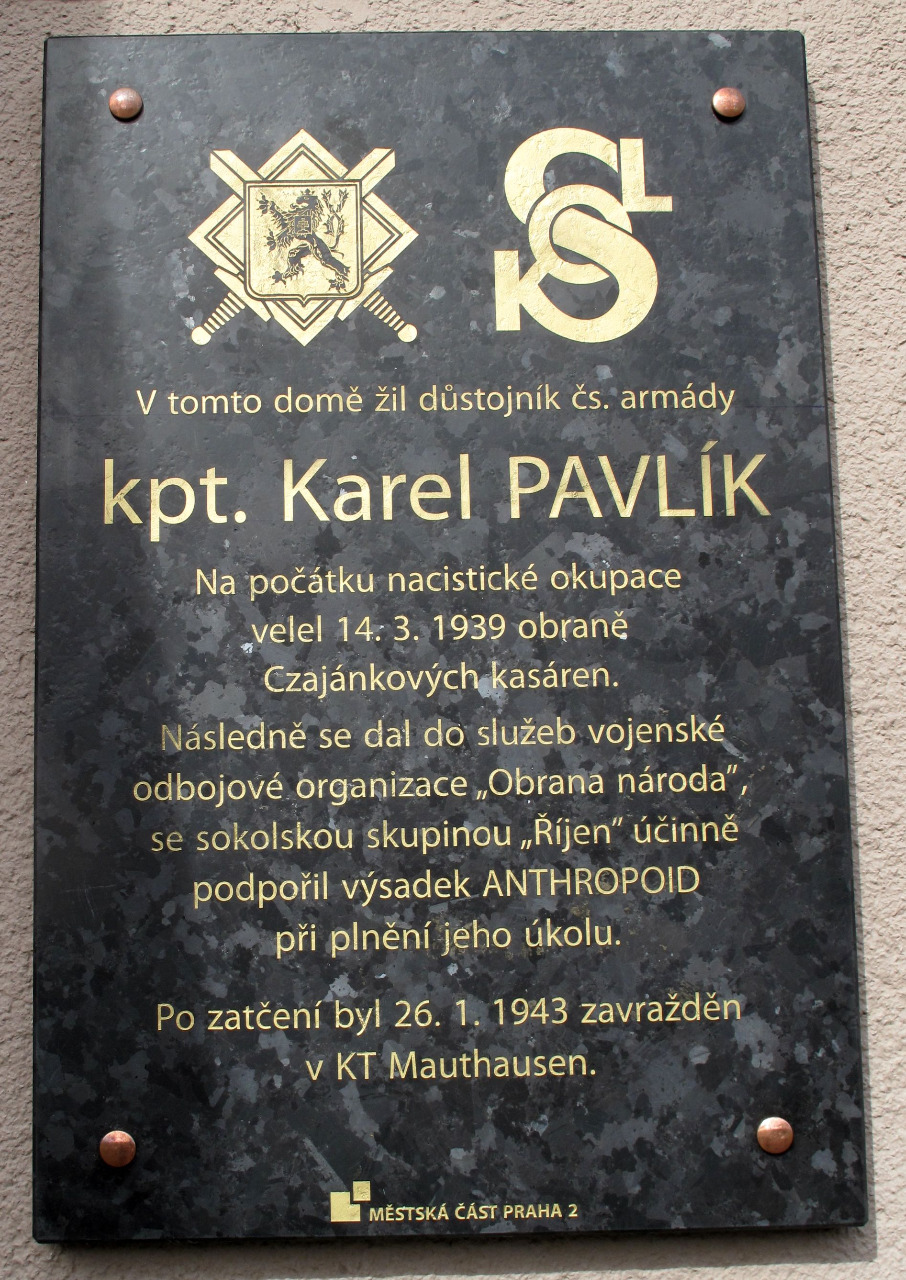 SOKOL
V tomto domě žil důstojník čs. armády
kpt. Karel PAVLÍK
Na počátku nacistické okupace
velel 14. 3. 1939 obraně
Czajánkových kasáren.
Následně se dal do služeb vojenské
odbojové organizace „Obrana národa”,
se sokolskou skupinou „Říjen” účinně
podpořil výsadek ANTHROPOID
při plnění jeho úkolu.
Po zatčení byl 26. 1. 1943 zavražděn
v KT Mauthausen.
MĚSTSKÁ ČÁST PRAHA 2